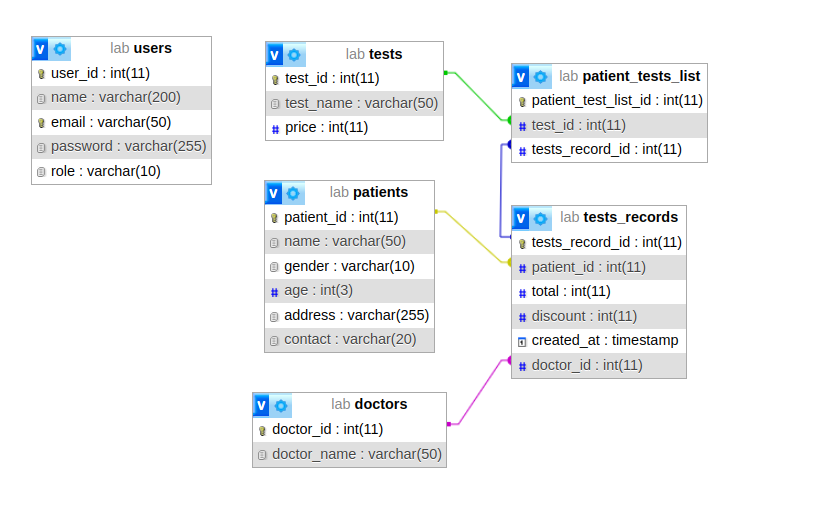 lab users
user_id : int(11)
name : varchar(200)
email : varchar(50)
password : varchar(255)
role : varchar(10)
lab tests
test_id : int(11)
test_name : varchar(50)
price : int(11)
lab patient_tests_list
patient_test_list_id : int(11)
test_id : int(11)
tests_record_id : int(11)
lab patients
patient_id : int(11)
name : varchar(50)
gender : varchar(10)
age : int(3)
address : varchar(255)
contact : varchar(20)
lab tests_records
tests_record_id : int(11)
patient_id : int(11)
total : int(11)
discount : int(11)
created_at : timestamp
doctor_id : int(11)
lab doctors
doctor_id : int(11)
doctor_name : varchar(50)